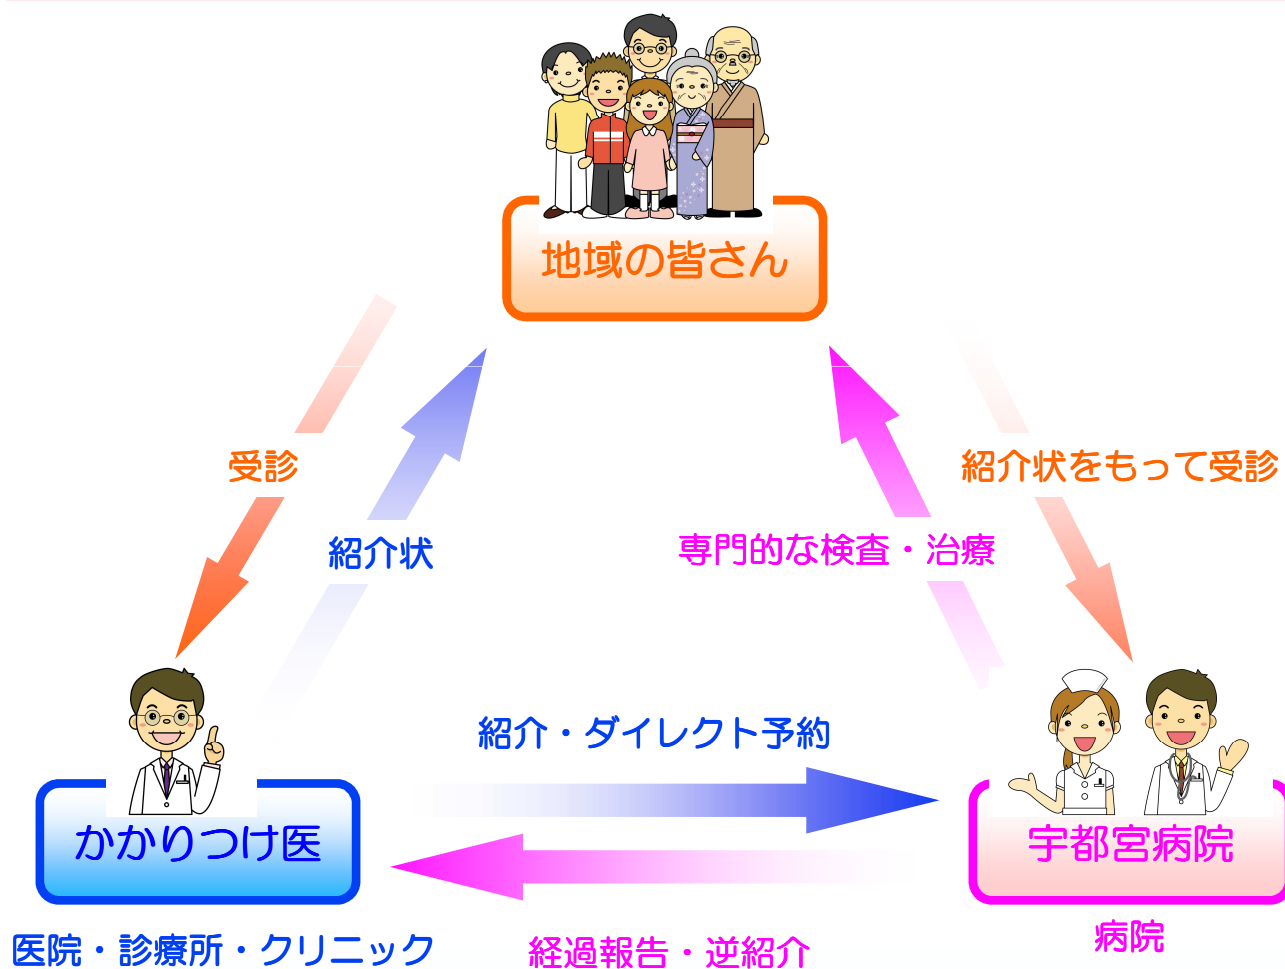 地域の皆さん
受診
紹介状をもって受診
紹介状
専門的な検査・治療
紹介・ダイレクト予約
かかりつけ医
宇都宮病院
医院・診療所・クリニック
経過報告・逆紹介
病院